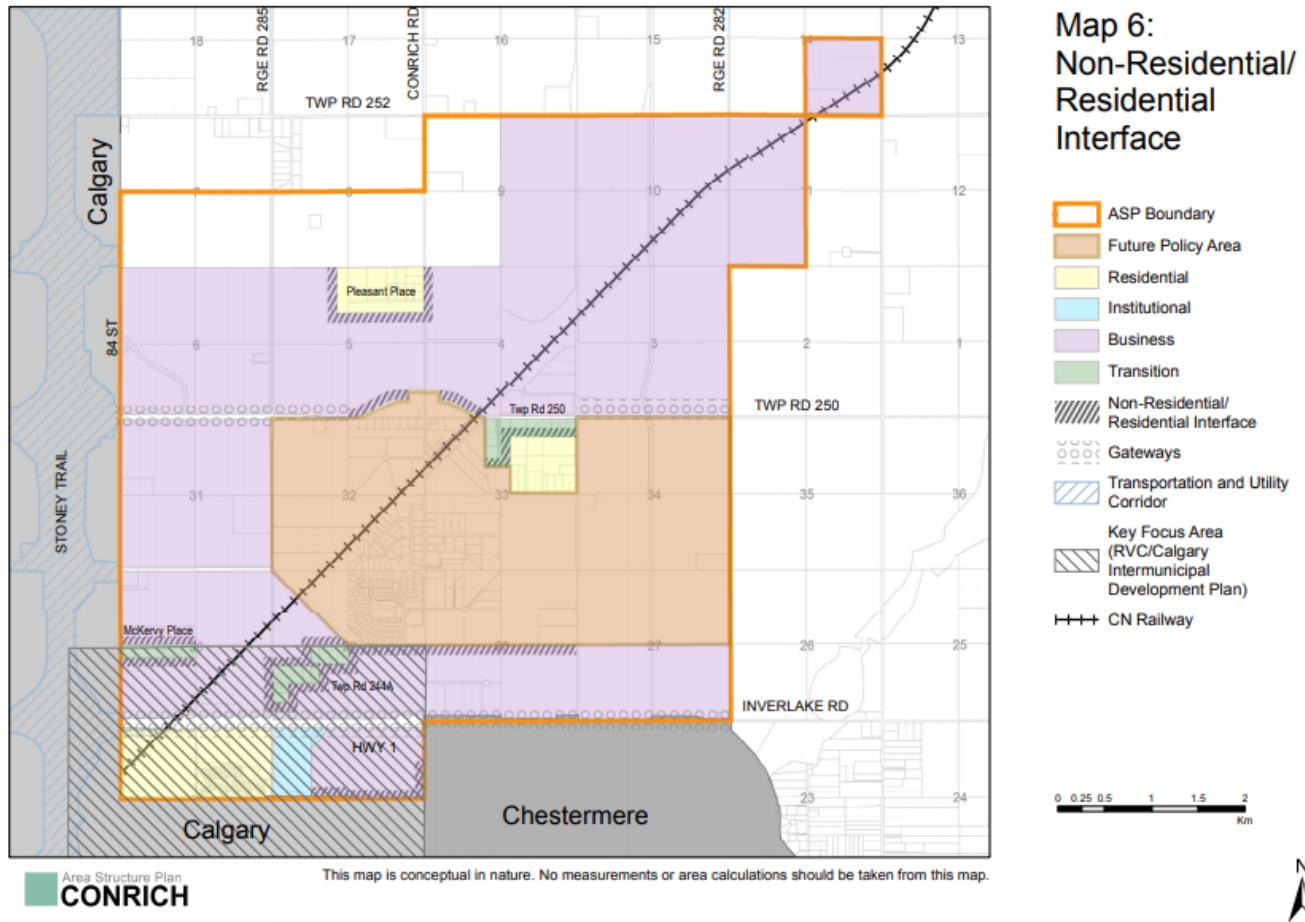 Map 6:
Non-Residential/
Residential
Interface
ASP Boundary
Future Policy Area
Residential
Institutional
Business
Transition
Non-Residential/
Residential Interface
Gateways
Transportation and Utility
Corridor
Key Focus Area
(RVC/Calgary
Intermunicipal
Development Plan)
CN Railway
0 0.25 0.5 1 1.5 2
Km
N
18
RGE RD 285
17
CONRICH RD
16
15
RGE RD 282
14
13
TWP RD 252
Calgary
7
8
9
10
11
12
Pleasant Place
84 ST
6
5
4
3
2
1
Twp Rd 250
TWP RD 250
STONEY TRAIL
31
32
33
34
35
36
McKervy Place
27
26
25
Twp Rd 244A
INVERLAKE RD
HWY 1
23
24
Calgary
Chestermere
Area Structure Plan
CONRICH
This map is conceptual in nature. No measurements or area calculations should be taken from this map.